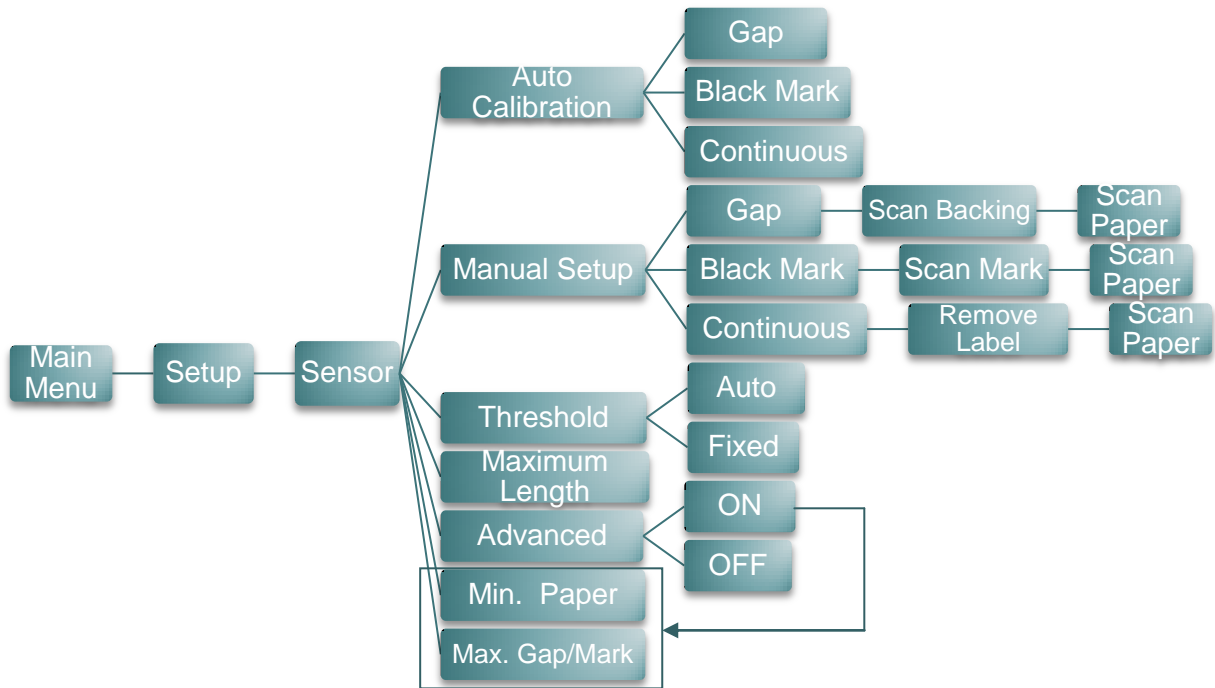 Main
Menu
Setup
Sensor
Auto
Calibration
Gap
Black Mark
Continuous
Manual Setup
Gap
Scan Backing
Scan
Paper
Black Mark
Scan Mark
Scan
Paper
Continuous
Remove
Label
Scan
Paper
Threshold
Auto
Fixed
Maximum
Length
Advanced
ON
OFF
Min. Paper
Max. Gap/Mark